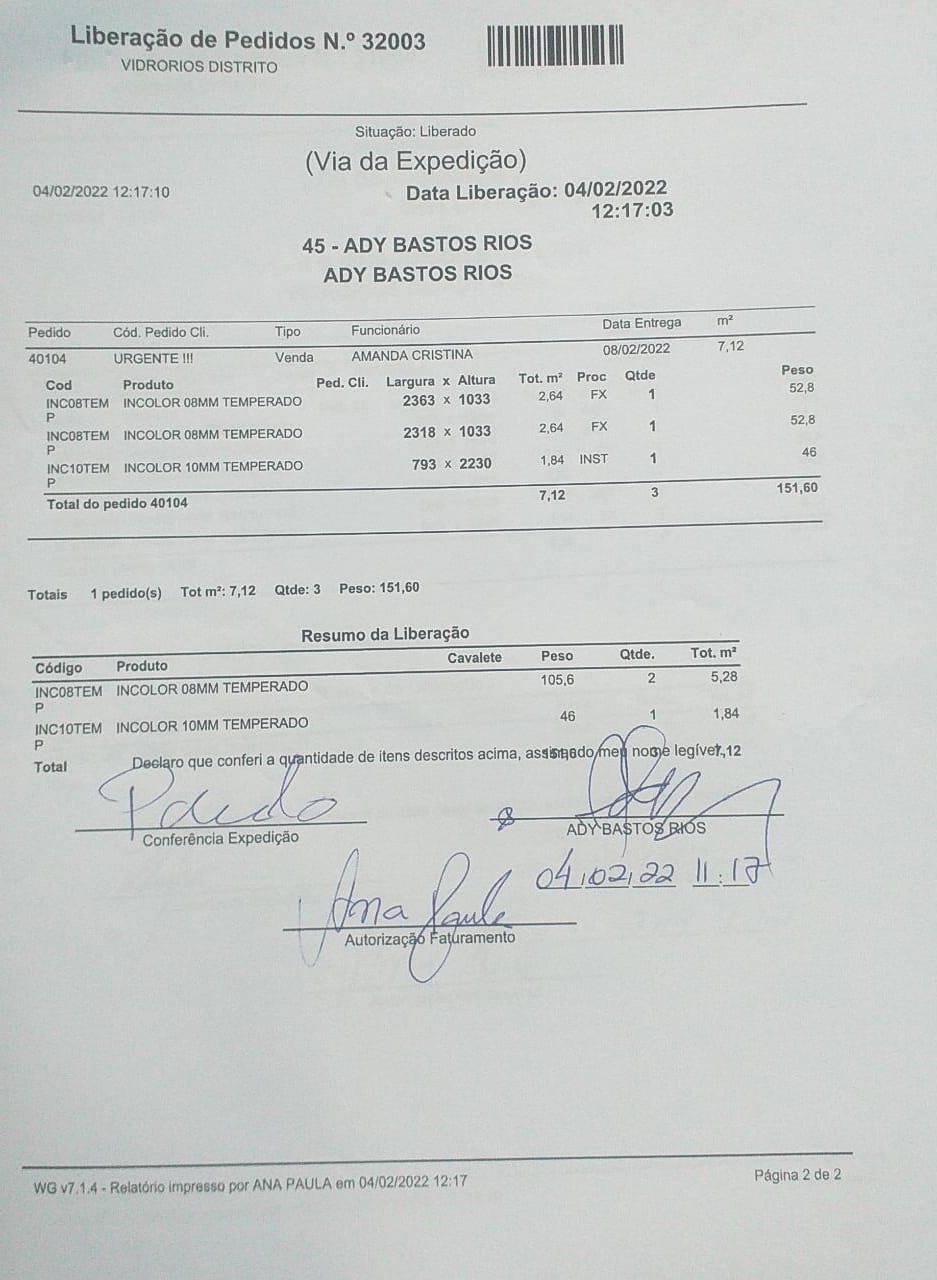 Liberação de Pedidos N.º 32003
VIDRORIOS DISTRITO
Situação: Liberado
(Via da Expedição)
04/02/2022 12:17:10
Data Liberação: 04/02/2022
12:17:03
45 - ADY BASTOS RIOS
ADY BASTOS RIOS
Pedido Cód. Pedido Cli. Tipo Funcionário Data Entrega m²
40104 URGENTE !!! Venda AMANDA CRISTINA 08/02/2022 7,12
Cod Produto Ped. Cli. Largura x Altura Tot. m² Proc Qtde Peso
INC08TEM INCOLOR 08MM TEMPERADO 2363 x 1033 2,64 FX 1 52,8
P
INC08TEM INCOLOR 08MM TEMPERADO 2318 x 1033 2,64 FX 1 52,8
P
INC10TEM INCOLOR 10MM TEMPERADO 793 x 2230 1,84 INST 1 46
P
Total do pedido 40104 7,12 3 151,60
Totais 1 pedido(s) Tot m²: 7,12 Qtde: 3 Peso: 151,60
Resumo da Liberação
Código Produto Cavalete Peso Qtde. Tot. m²
INC08TEM INCOLOR 08MM TEMPERADO 105,6 2 5,28
P
INC10TEM INCOLOR 10MM TEMPERADO 46 1 1,84
P
Total Declaro que conferi a quantidade de itens descritos acima, assinado meu nome legível 7,12
Conferência Expedição
ADY BASTOS RIOS
04,02,22 11:17
Ana Paula
Autorização Faturamento
WG v7.1.4 - Relatório impresso por ANA PAULA em 04/02/2022 12:17
Página 2 de 2